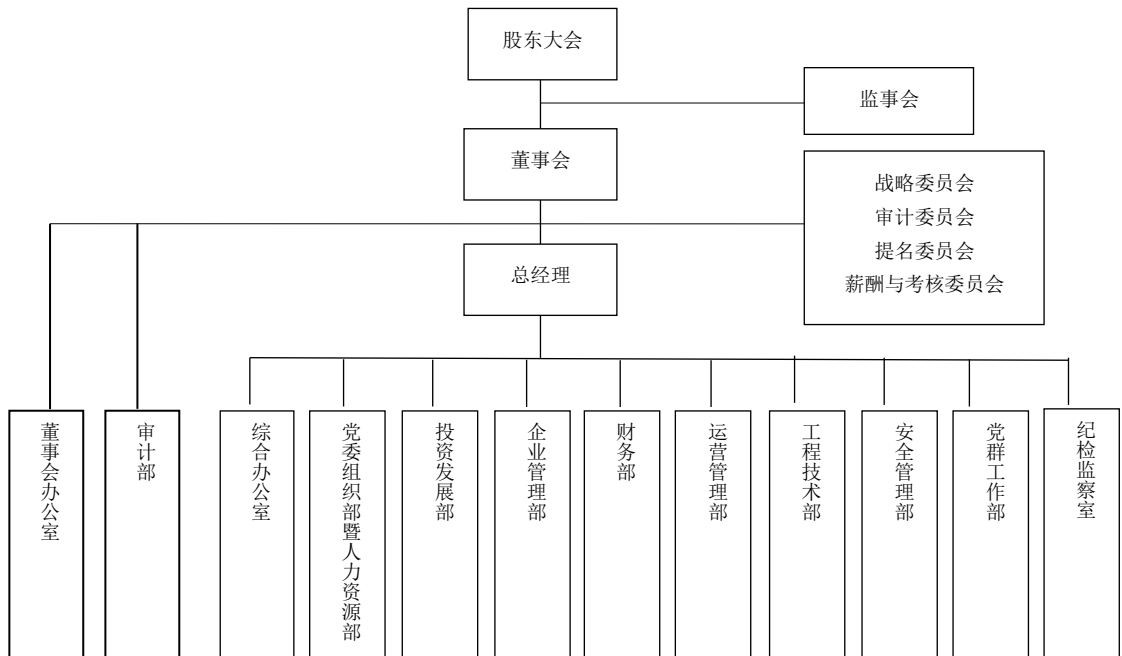 股东大会
监事会
董事会
战略委员会
审计委员会
提名委员会
薪酬与考核委员会
总经理
董事会办公室
审计部
综合办公室
党委组织部暨人力资源部
投资发展部
企业管理部
财务部
运营管理部
工程技术部
安全管理部
党群工作部
纪检监察室